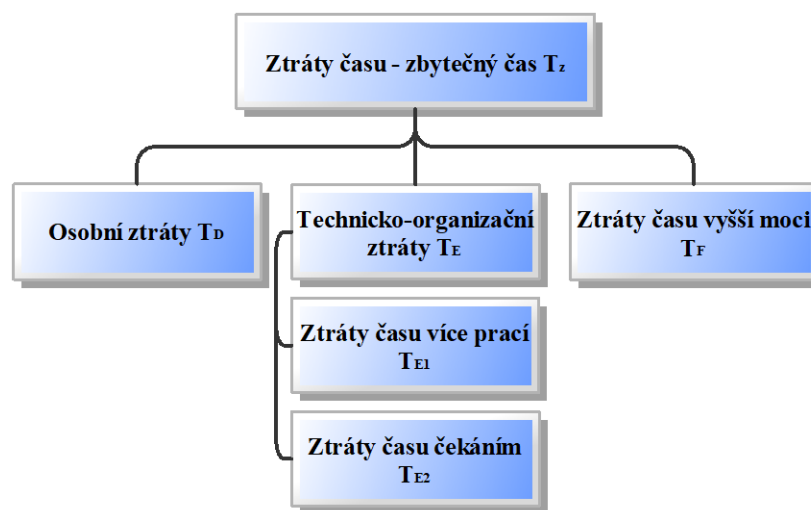 Ztráty času - zbytečný čas Tz
Osobní ztráty TD
Technicko-organizační
ztráty TE
Ztráty času vyšší moci
TF
Ztráty času více prací
TE1
Ztráty času čekáním
TE2